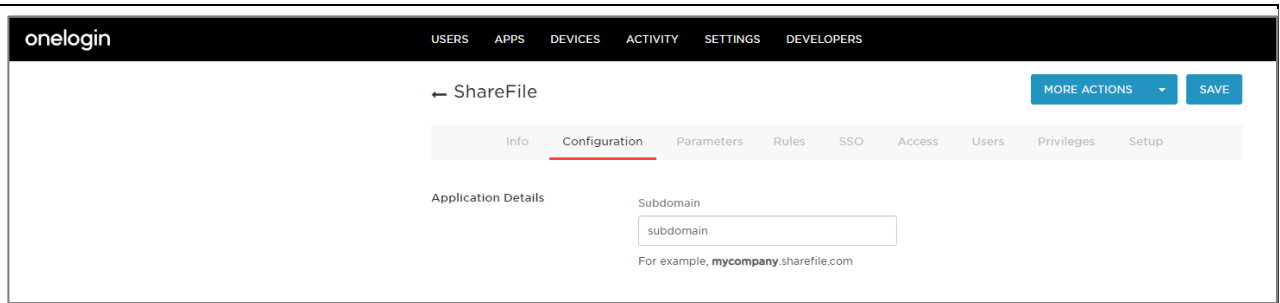 onelogin USERS APPS DEVICES ACTIVITY SETTINGS DEVELOPERS
← ShareFile MORE ACTIONS SAVE
Info Configuration Parameters Rules SSO Access Users Privileges Setup
Application Details Subdomain
subdomain
For example, mycompany.sharefile.com